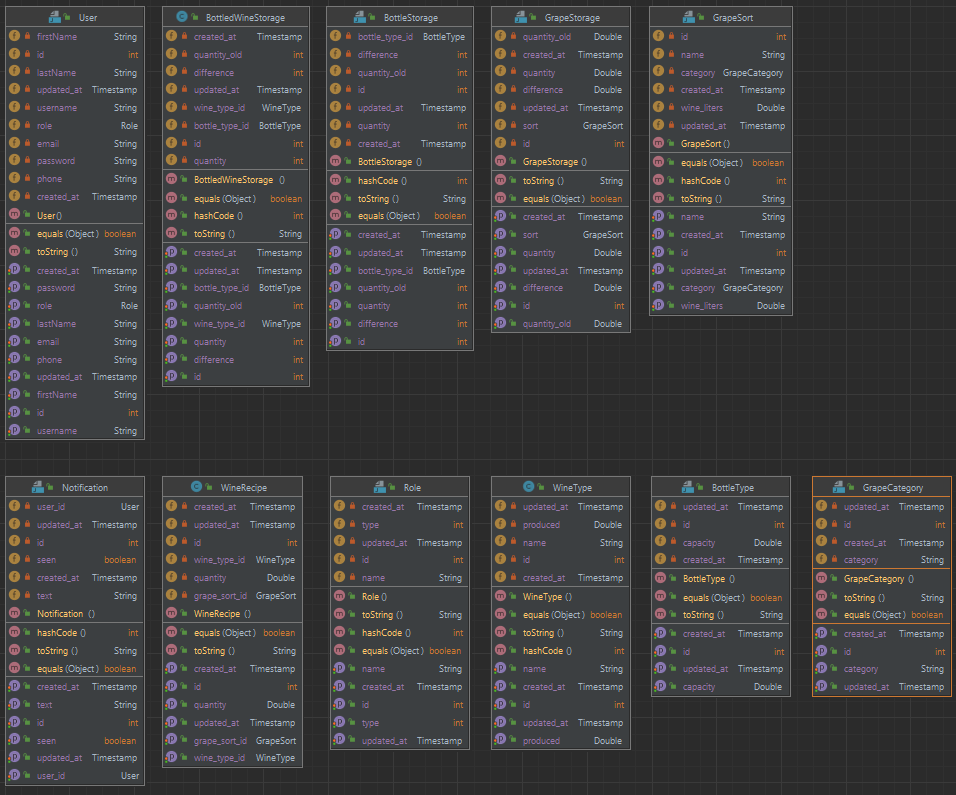 User
firstName String
id int
lastName String
updated_at Timestamp
username String
role Role
email String
password String
phone String
created_at Timestamp
User()
equals(Object) boolean
toString() String
created_at Timestamp
password String
role Role
lastName String
email String
phone String
updated_at Timestamp
firstName String
id int
username String
BottledWineStorage
created_at Timestamp
quantity_old int
difference int
updated_at Timestamp
wine_type_id WineType
bottle_type_id BottleType
id int
quantity int
BottledWineStorage()
equals(Object) boolean
hashCode() int
toString() String
created_at Timestamp
updated_at Timestamp
bottle_type_id BottleType
quantity_old int
wine_type_id WineType
quantity int
difference int
id int
BottleStorage
bottle_type_id BottleType
difference int
quantity_old int
id int
updated_at Timestamp
quantity int
created_at Timestamp
BottleStorage()
hashCode() int
toString() String
equals(Object) boolean
created_at Timestamp
updated_at Timestamp
bottle_type_id BottleType
quantity_old int
quantity int
difference int
id int
GrapeStorage
quantity_old Double
created_at Timestamp
quantity Double
difference Double
updated_at Timestamp
sort GrapeSort
id int
GrapeStorage()
toString() String
equals(Object) boolean
created_at Timestamp
sort GrapeSort
quantity Double
updated_at Timestamp
difference Double
id int
quantity_old Double
GrapeSort
id int
name String
category GrapeCategory
created_at Timestamp
wine_liters Double
updated_at Timestamp
GrapeSort()
equals(Object) boolean
hashCode() int
toString() String
name String
created_at Timestamp
id int
updated_at Timestamp
category GrapeCategory
wine_liters Double
Notification
user_id User
updated_at Timestamp
id int
seen boolean
created_at Timestamp
text String
Notification()
hashCode() int
toString() String
equals(Object) boolean
created_at Timestamp
text String
id int
seen boolean
updated_at Timestamp
user_id User
WineRecipe
created_at Timestamp
updated_at Timestamp
id int
wine_type_id WineType
quantity Double
grape_sort_id GrapeSort
WineRecipe()
equals(Object) boolean
toString() String
created_at Timestamp
id int
quantity Double
updated_at Timestamp
grape_sort_id GrapeSort
wine_type_id WineType
Role
created_at Timestamp
type int
updated_at Timestamp
id int
name String
Role()
toString() String
hashCode() int
equals(Object) boolean
name String
created_at Timestamp
id int
type int
updated_at Timestamp
WineType
updated_at Timestamp
produced Double
name String
id int
created_at Timestamp
WineType()
equals(Object) boolean
toString() String
hashCode() int
name String
created_at Timestamp
id int
updated_at Timestamp
produced Double
BottleType
updated_at Timestamp
id int
capacity Double
created_at Timestamp
BottleType()
equals(Object) boolean
toString() String
created_at Timestamp
id int
updated_at Timestamp
capacity Double
GrapeCategory
updated_at Timestamp
id int
created_at Timestamp
category String
GrapeCategory()
toString() String
equals(Object) boolean
created_at Timestamp
id int
category String
updated_at Timestamp